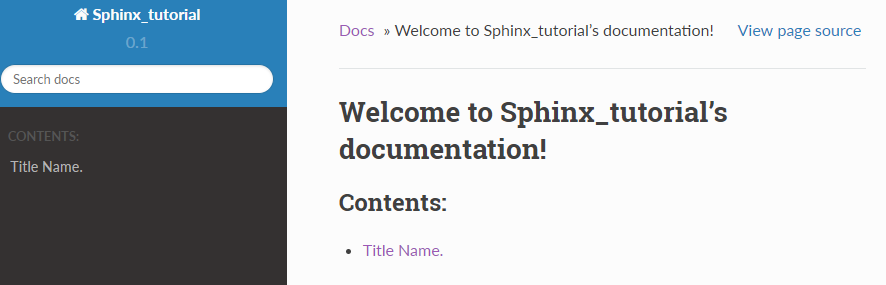 Sphinx_tutorial
0.1
Search docs
CONTENTS:
Title Name.
Docs » Welcome to Sphinx_tutorial’s documentation! View page source
Welcome to Sphinx_tutorial’s
documentation!
Contents:
• Title Name.